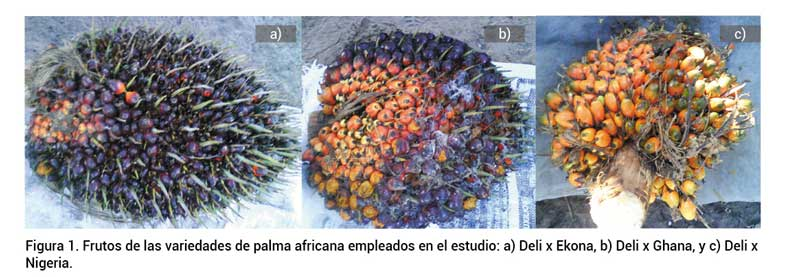 a)
b)
c)
Figura 1. Frutos de las variedades de palma africana empleados en el estudio: a) Deli x Ekona, b) Deli x Ghana, y c) Deli x
Nigeria.